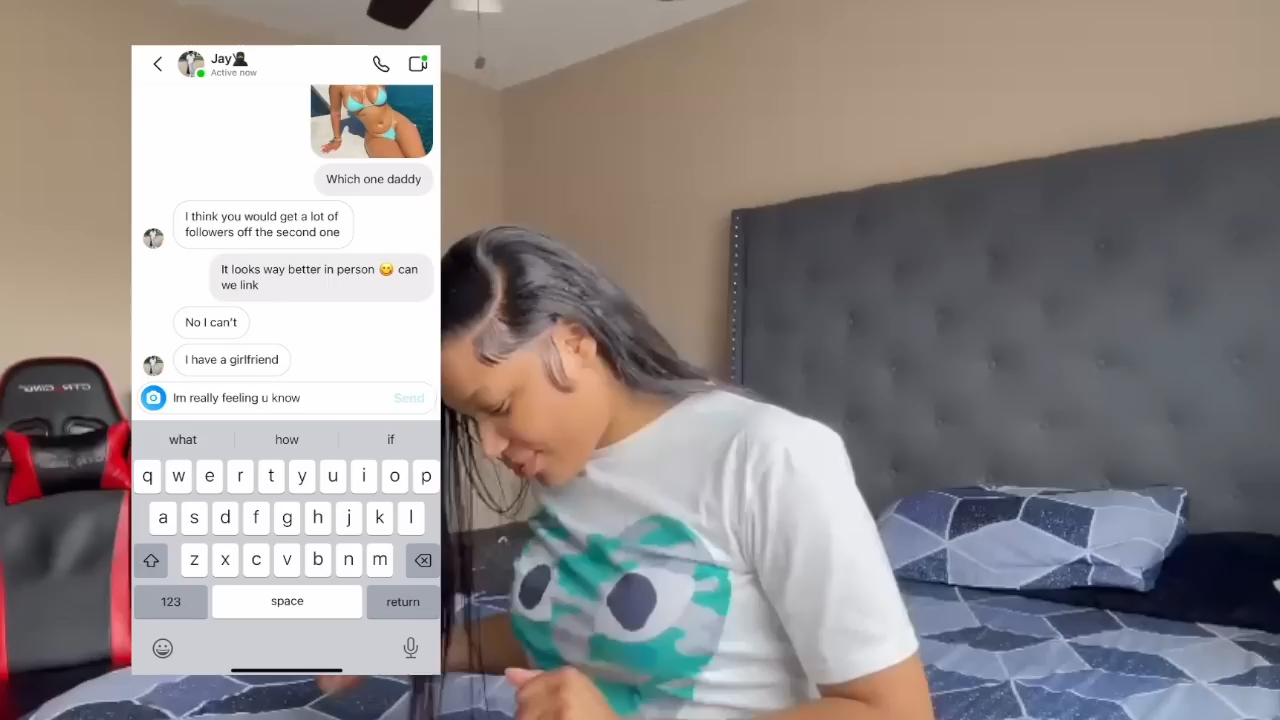 Jay
Active now
Which one daddy
I think you would get a lot of
followers off the second one
It looks way better in person 😋 can
we link
No I can't
I have a girlfriend
Im really feeling u know
Send
what how if
q w e r t y u i o p
a s d f g h j k l
z x c v b n m
123 space return
GTRACING